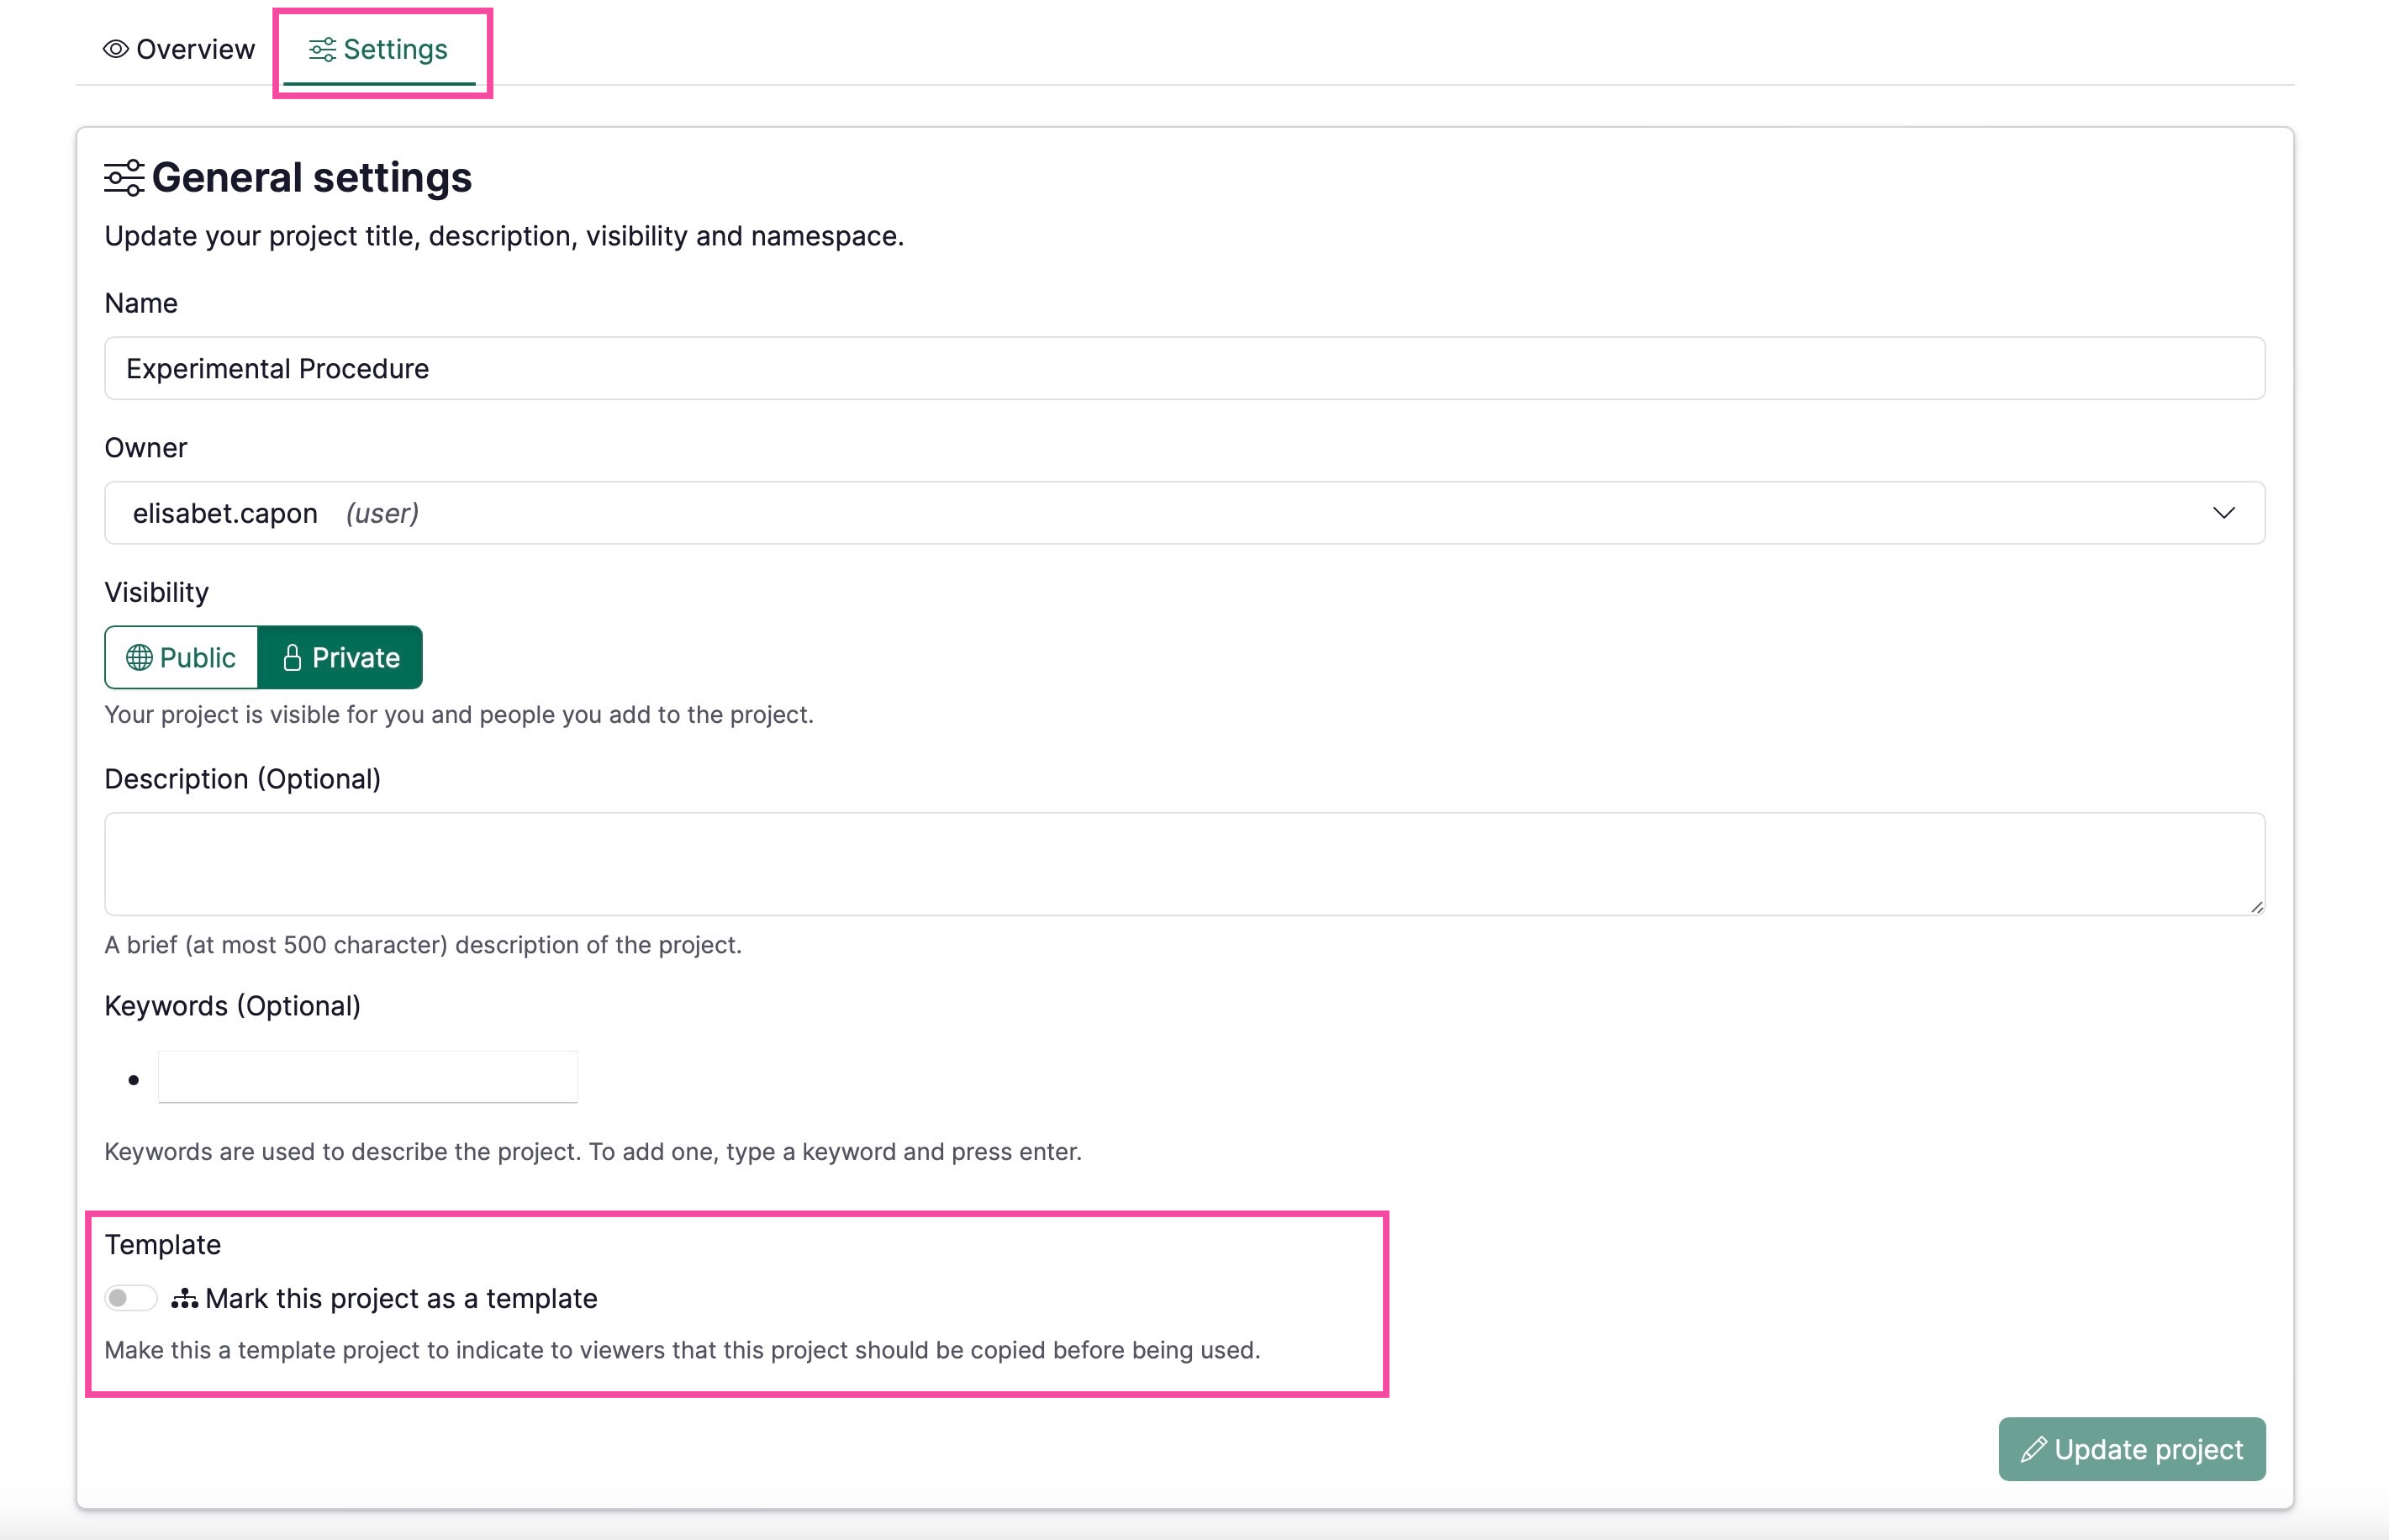 Overview Settings
General settings
Update your project title, description, visibility and namespace.
Name
Experimental Procedure
Owner
elisabet.capon (user)
Visibility
Public Private
Your project is visible for you and people you add to the project.
Description (Optional)
A brief (at most 500 character) description of the project.
Keywords (Optional)
Keywords are used to describe the project. To add one, type a keyword and press enter.
Template
Mark this project as a template
Make this a template project to indicate to viewers that this project should be copied before being used.
Update project